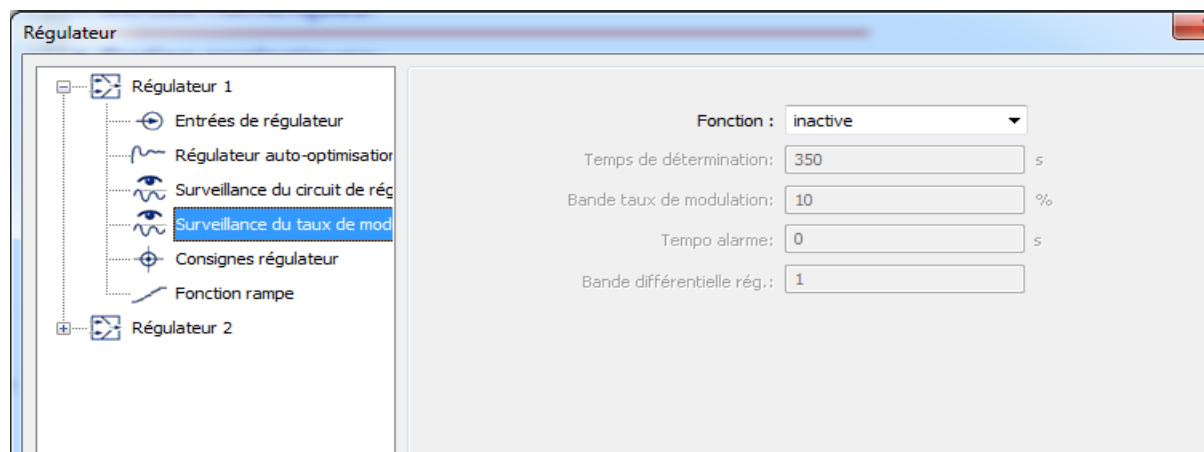 Régulateur
Régulateur 1
Entrées de régulateur
Régulateur auto-optimisation
Surveillance du circuit de rég
Surveillance du taux de mod
Consignes régulateur
Fonction rampe
Régulateur 2
Fonction : inactive
Temps de détermination: 350 s
Bande taux de modulation: 10 %
Tempo alarme: 0 s
Bande différentielle rég.: 1